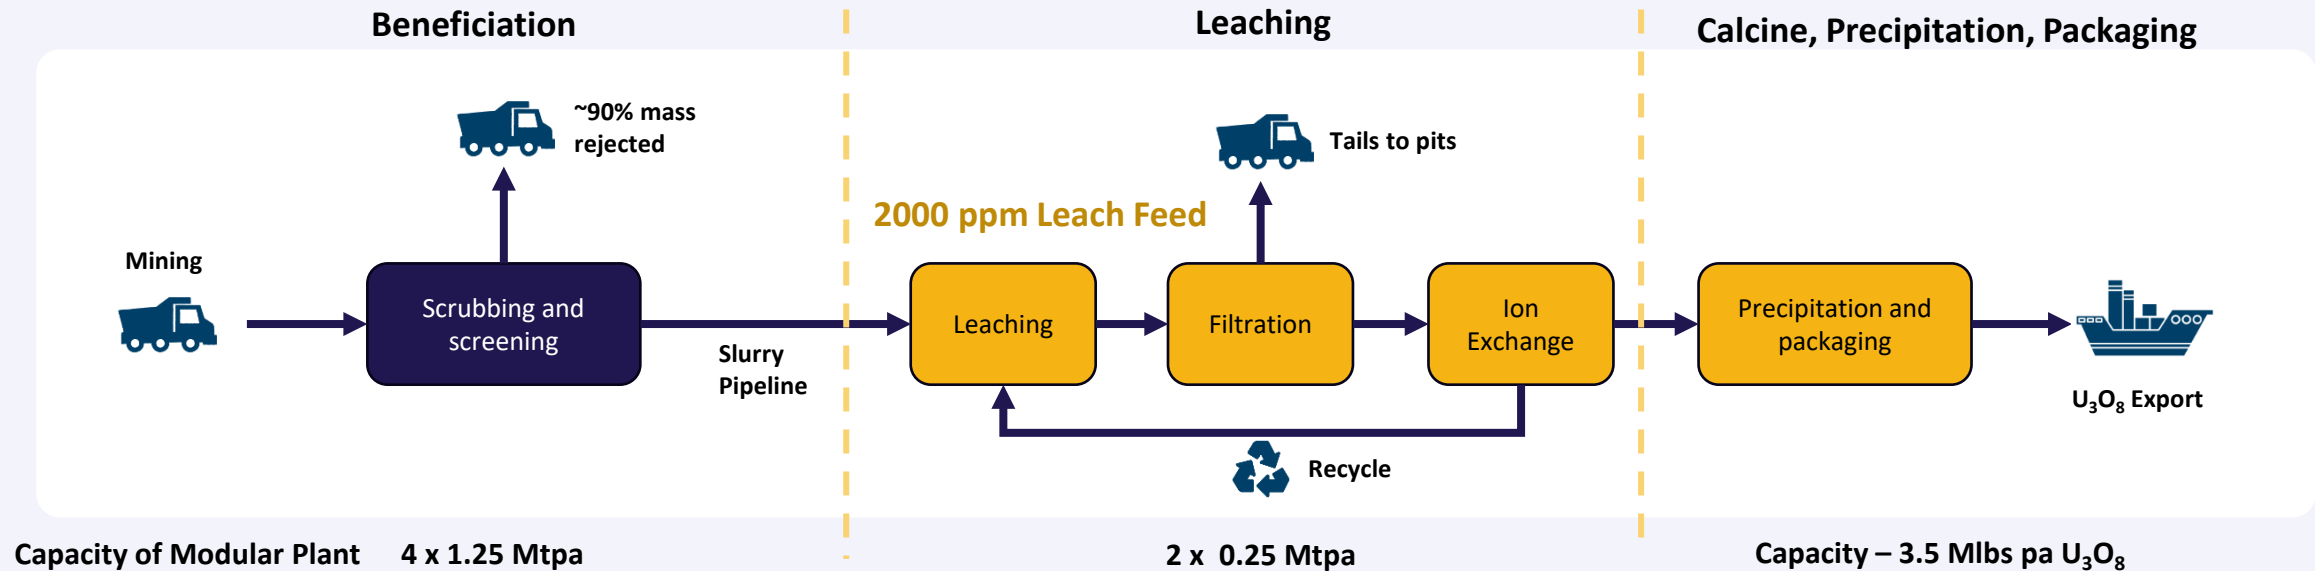 Beneficiation
Leaching
Calcine, Precipitation, Packaging
~90% mass
rejected
Tails to pits
2000 ppm Leach Feed
Mining
Scrubbing and
screening
Slurry
Pipeline
Leaching
Filtration
Ion
Exchange
Precipitation and
packaging
U₃O₈ Export
Recycle
Capacity of Modular Plant 4 x 1.25 Mtpa
2 x 0.25 Mtpa
Capacity – 3.5 Mlbs pa U₃O₈